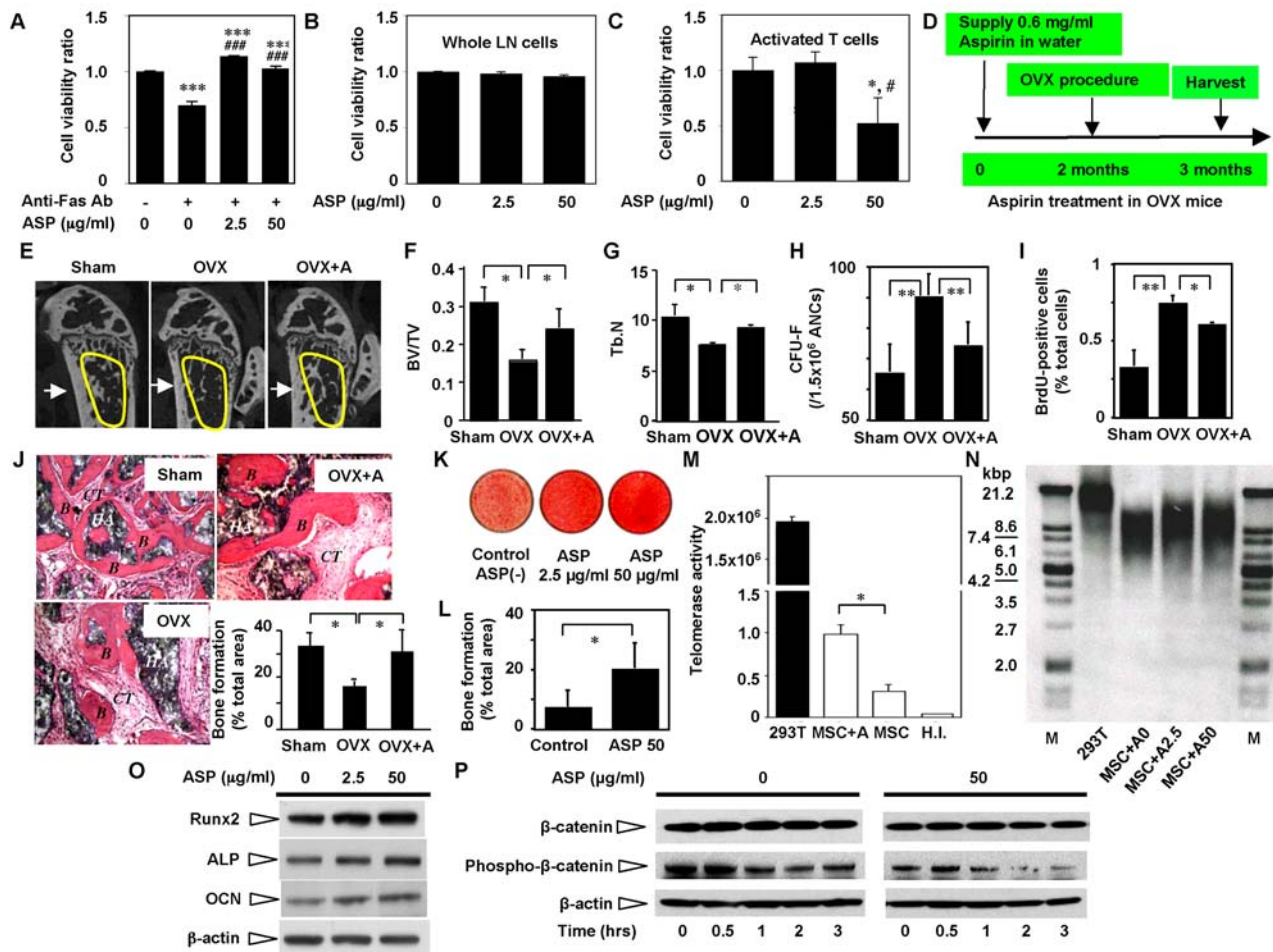 A
Cell viability ratio
1.5
1.0
0.5
0
***
***
###
***
###
Anti-Fas Ab - + + +
ASP (µg/ml) 0 0 2.5 50
B
Cell viability ratio
1.5
1.0
0.5
0
Whole LN cells
ASP (µg/ml) 0 2.5 50
C
Cell viability ratio
1.5
1.0
0.5
0
Activated T cells
*, #
ASP (µg/ml) 0 2.5 50
D
Supply 0.6 mg/ml
Aspirin in water
OVX procedure
Harvest
0 2 months 3 months
Aspirin treatment in OVX mice
E
Sham OVX OVX+A
F
BV/TV
0.4
0.3
0.2
0.1
0
* *
Sham OVX OVX+A
G
Tb.N
15
10
5
0
* *
Sham OVX OVX+A
H
CFU-F
(/1.5x10⁶ ANCs)
100
50
** **
Sham OVX OVX+A
I
BrdU-positive cells
(% total cells)
1
0.5
0
** *
Sham OVX OVX+A
J
Sham
CT
B
HA
B
B
OVX+A
B
B
HA
CT
OVX
B
HA
CT
B
Bone formation
(% total area)
40
20
0
* *
Sham OVX OVX+A
K
Control
ASP(-)
ASP
2.5 µg/ml
ASP
50 µg/ml
L
Bone formation
(% total area)
40
20
0
*
Control ASP 50
M
Telomerase activity
2.0x10⁶
1.5x10⁶
1.0
0.5
0
*
293T MSC+A MSC H.I.
N
kbp
21.2
8.6
7.4
6.1
5.0
4.2
3.5
2.7
2.0
M
293T
MSC+A0
MSC+A2.5
MSC+A50
M
O
ASP (µg/ml) 0 2.5 50
Runx2
ALP
OCN
β-actin
P
ASP (µg/ml) 0 50
β-catenin
Phospho-β-catenin
β-actin
Time (hrs) 0 0.5 1 2 3 0 0.5 1 2 3